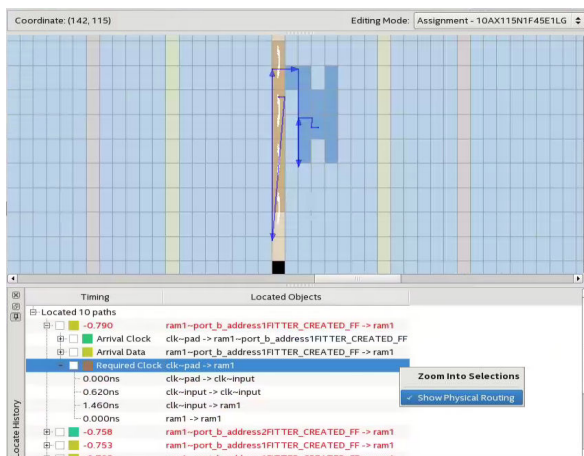 Coordinate: (142, 115) Editing Mode: Assignment - 10AX115N1F45E1LG
Timing Located Objects
Located 10 paths
-0.790 ram1~port_b_address1FITTER_CREATED_FF -> ram1
Arrival Clock clk~pad -> ram1~port_b_address1FITTER_CREATED_FF
Arrival Data ram1~port_b_address1FITTER_CREATED_FF -> ram1
Required Clock clk~pad -> ram1
Zoom Into Selections
0.000ns clk~pad -> clk~input
0.620ns clk~input -> clk~input
Show Physical Routing
1.460ns clk~input -> ram1
0.000ns ram1 -> ram1
-0.758 ram1~port_b_address2FITTER_CREATED_FF -> ram1
-0.753 ram1~port_b_address1FITTER_CREATED_FF -> ram1
Locate History